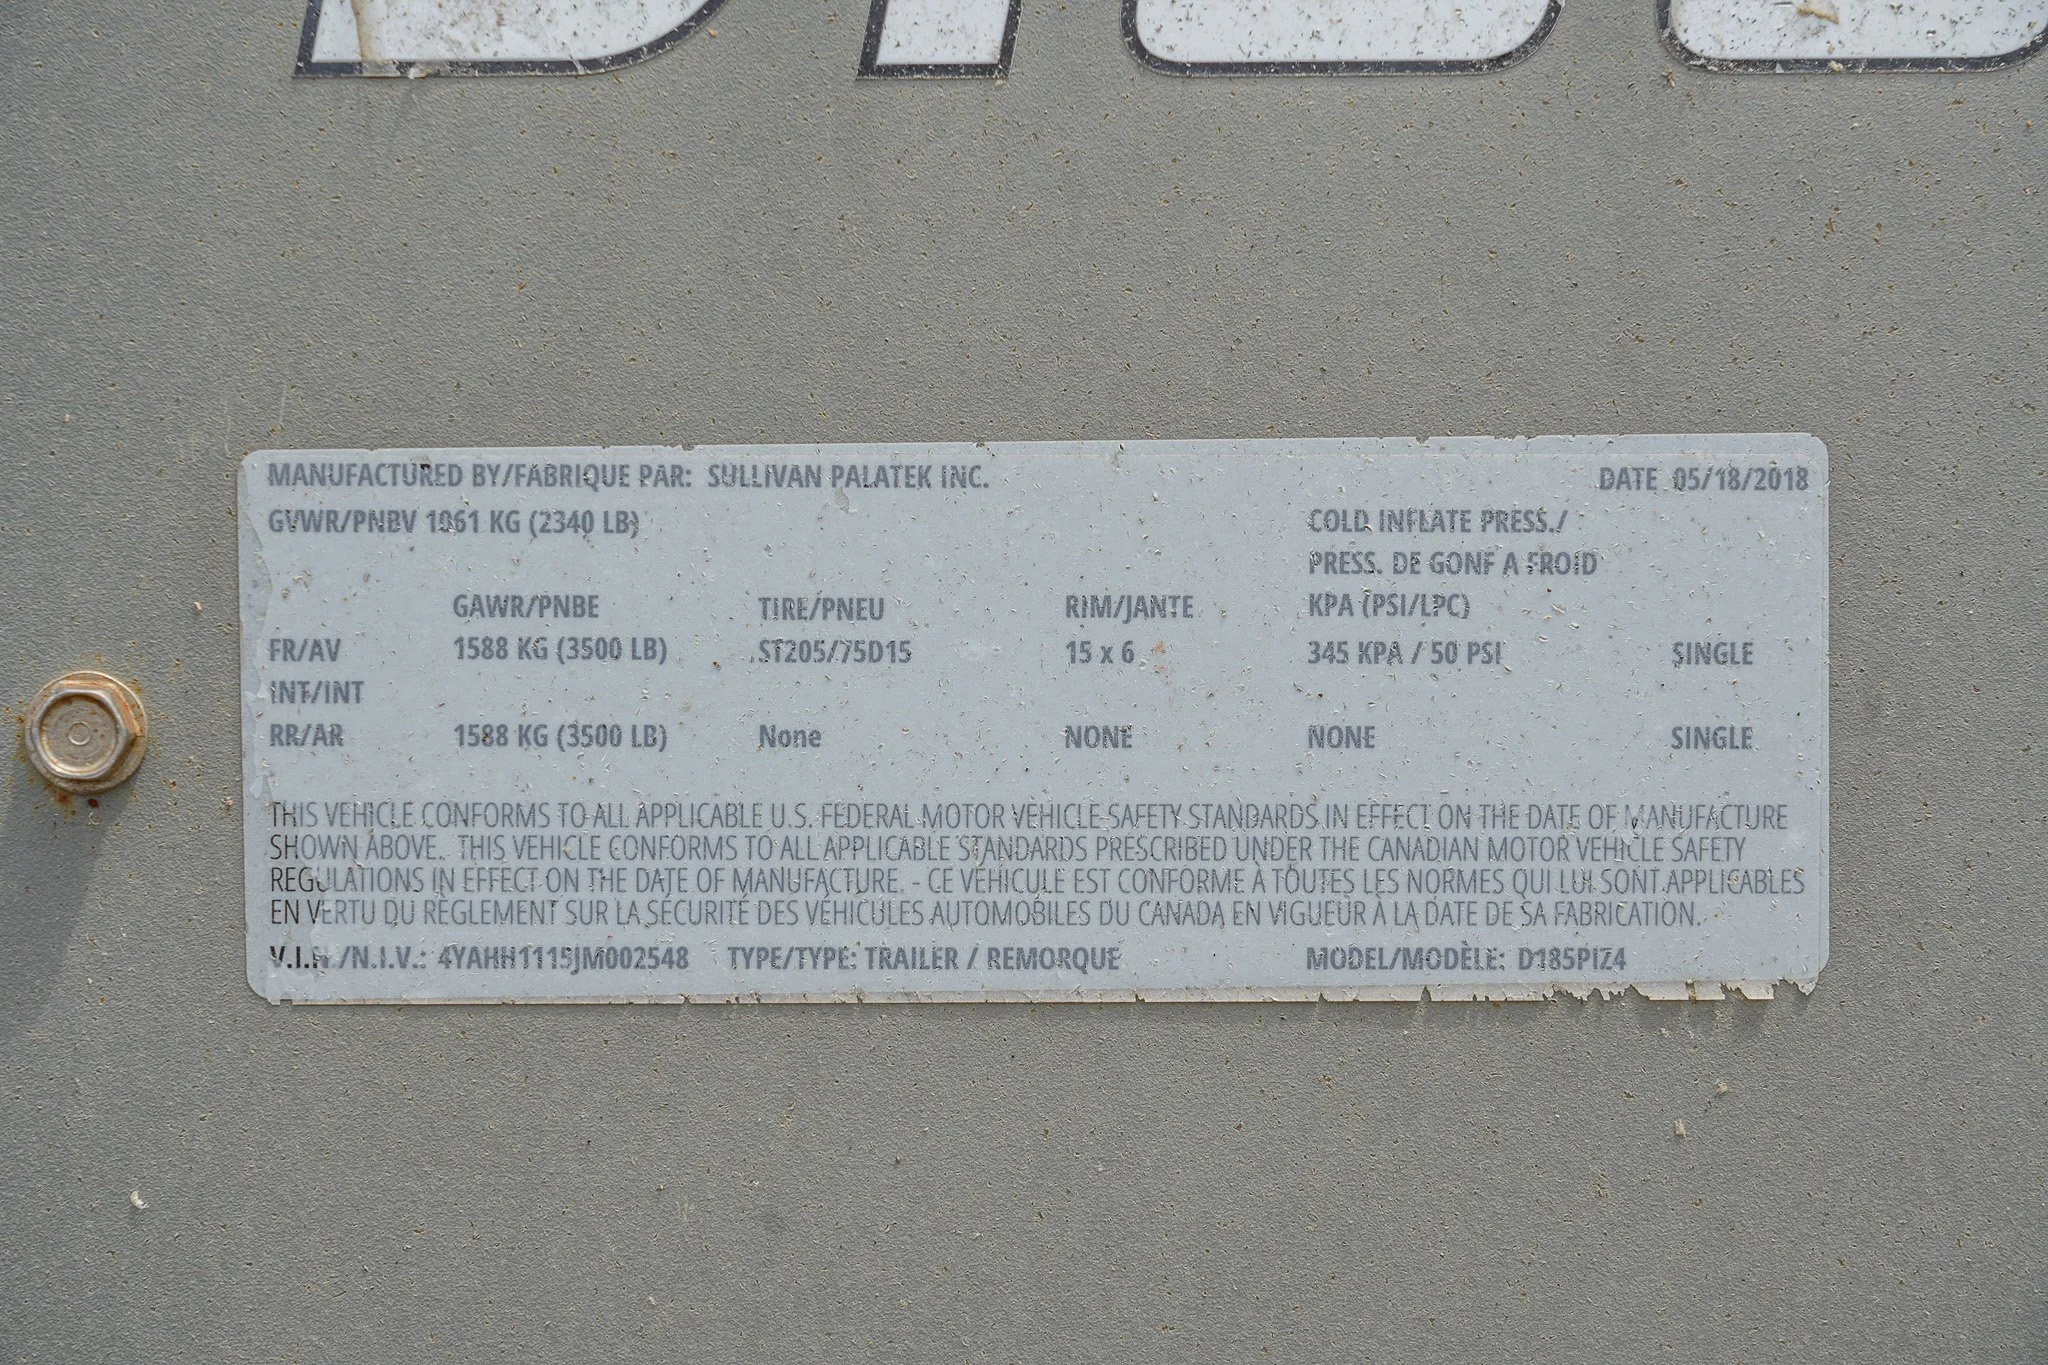 MANUFACTURED BY/FABRIQUE PAR: SULLIVAN PALATEK INC. DATE 05/18/2018
GVWR/PNBV 1061 KG (2340 LB) COLD INFLATE PRESS./
PRESS. DE GONF A FROID
GAWR/PNBE TIRE/PNEU RIM/JANTE KPA (PSI/LPC)
FR/AV 1588 KG (3500 LB) ST205/75D15 15 x 6 345 KPA / 50 PSI SINGLE
INT/INT
RR/AR 1588 KG (3500 LB) None NONE NONE SINGLE
THIS VEHICLE CONFORMS TO ALL APPLICABLE U.S. FEDERAL MOTOR VEHICLE SAFETY STANDARDS IN EFFECT ON THE DATE OF MANUFACTURE
SHOWN ABOVE. THIS VEHICLE CONFORMS TO ALL APPLICABLE STANDARDS PRESCRIBED UNDER THE CANADIAN MOTOR VEHICLE SAFETY
REGULATIONS IN EFFECT ON THE DATE OF MANUFACTURE. - CE VÉHICULE EST CONFORME À TOUTES LES NORMES QUI LUI SONT APPLICABLES
EN VERTU DU RÈGLEMENT SUR LA SÉCURITÉ DES VÉHICULES AUTOMOBILES DU CANADA EN VIGUEUR À LA DATE DE SA FABRICATION.
V.I.N./N.I.V.: 4YAHH1115JM002548 TYPE/TYPE: TRAILER / REMORQUE MODEL/MODÈLE: D185PIZ4